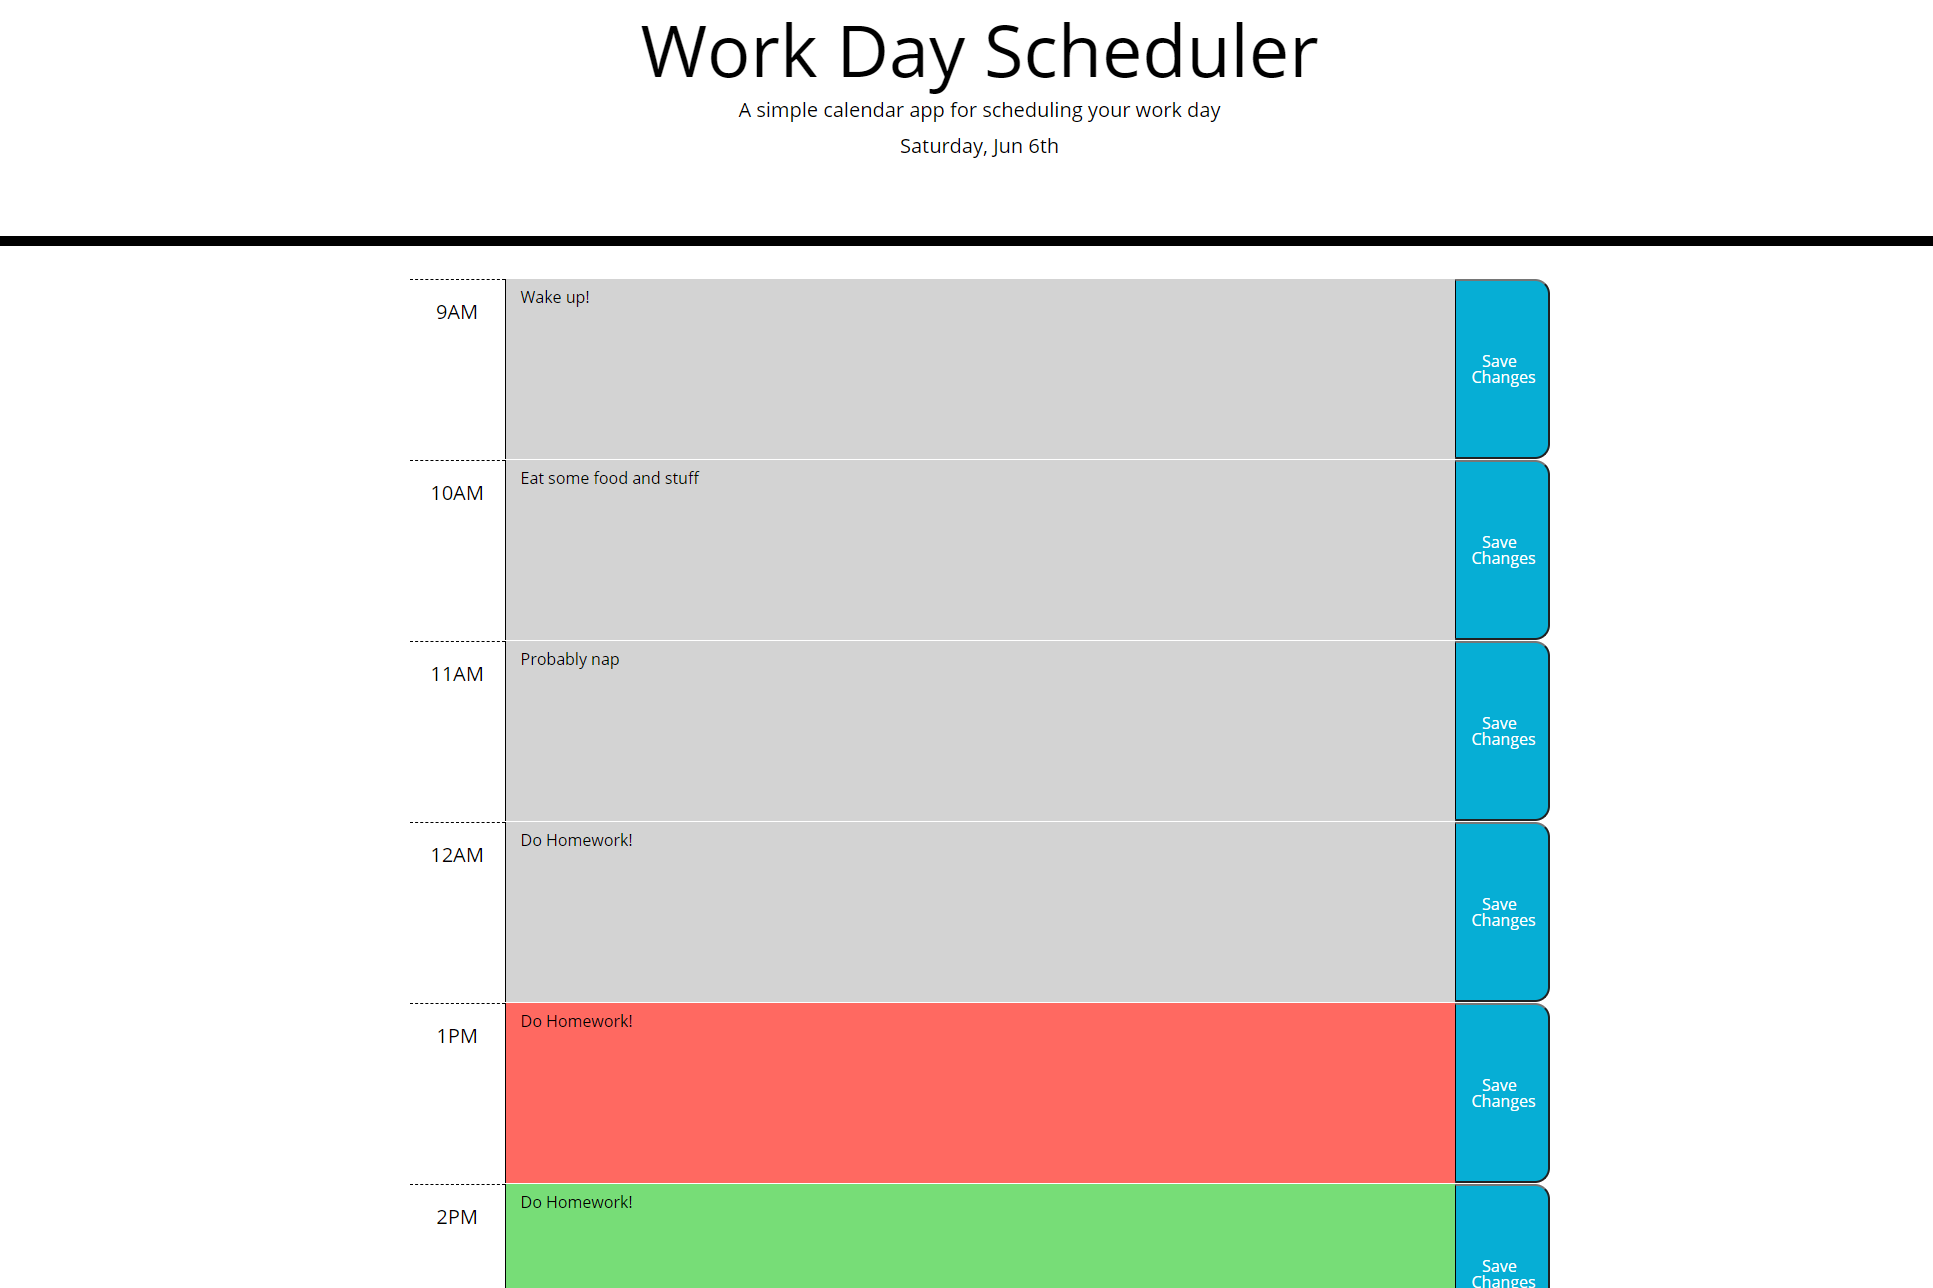 Work Day Scheduler
A simple calendar app for scheduling your work day
Saturday, Jun 6th
9AM
Wake up!
Save
Changes
10AM
Eat some food and stuff
Save
Changes
11AM
Probably nap
Save
Changes
12AM
Do Homework!
Save
Changes
1PM
Do Homework!
Save
Changes
2PM
Do Homework!
Save
Changes